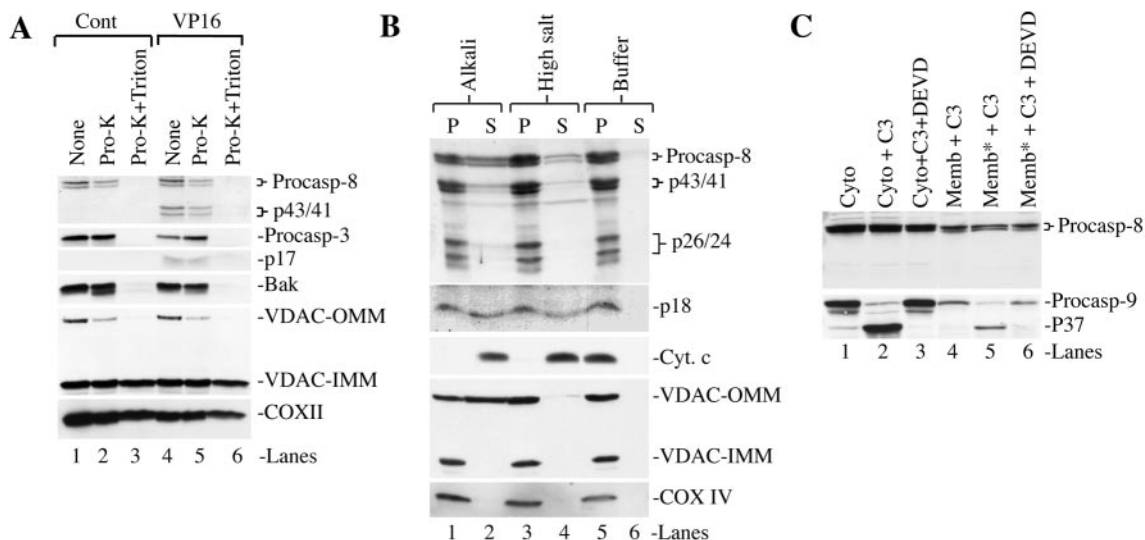 A
Cont
VP16
None
Pro-K
Pro-K+Triton
None
Pro-K
Pro-K+Triton
Procasp-8
p43/41
-Procasp-3
-p17
-Bak
-VDAC-OMM
-VDAC-IMM
-COXII
1 2 3 4 5 6 -Lanes
B
Alkali
High salt
Buffer
P S P S P S
Procasp-8
p43/41
p26/24
-p18
-Cyt. c
-VDAC-OMM
-VDAC-IMM
-COX IV
1 2 3 4 5 6 -Lanes
C
Cyto
Cyto + C3
Cyto+C3+DEVD
Memb + C3
Memb* + C3
Memb* + C3 + DEVD
Procasp-8
-Procasp-9
-P37
1 2 3 4 5 6 -Lanes